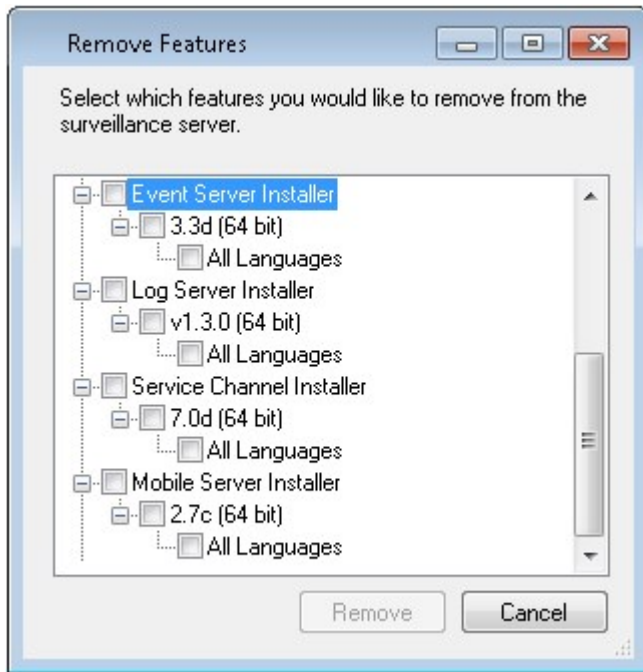 Remove Features
Select which features you would like to remove from the
surveillance server.
Event Server Installer
3.3d (64 bit)
All Languages
Log Server Installer
v1.3.0 (64 bit)
All Languages
Service Channel Installer
7.0d (64 bit)
All Languages
Mobile Server Installer
2.7c (64 bit)
All Languages
Remove
Cancel